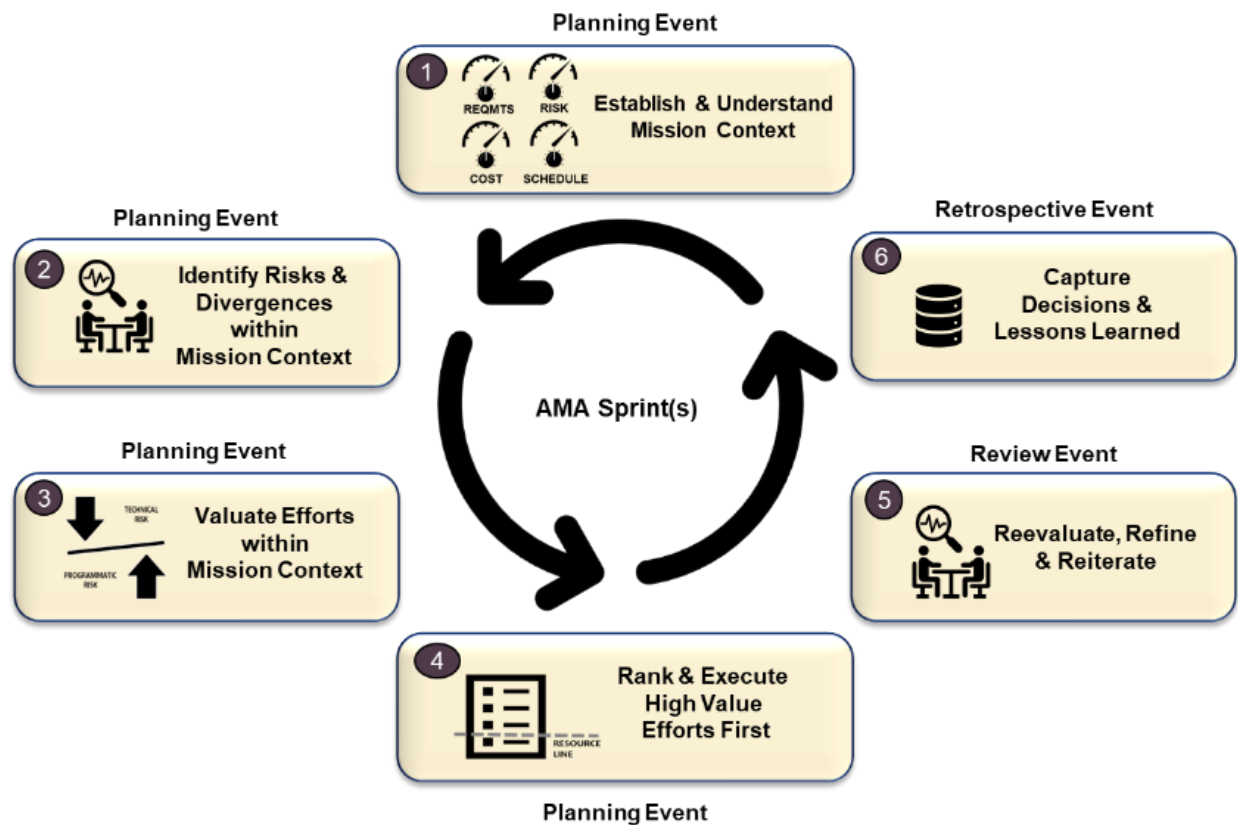 Planning Event
1
REQMTS
RISK
COST
SCHEDULE
Establish & Understand
Mission Context
Planning Event
2
Identify Risks &
Divergences
within
Mission Context
Planning Event
3
TECHNICAL
RISK
PROGRAMMATIC
RISK
Valuate Efforts
within
Mission Context
4
RESOURCE
LINE
Rank & Execute
High Value
Efforts First
Planning Event
Review Event
5
Reevaluate, Refine
& Reiterate
Retrospective Event
6
Capture
Decisions &
Lessons Learned
AMA Sprint(s)